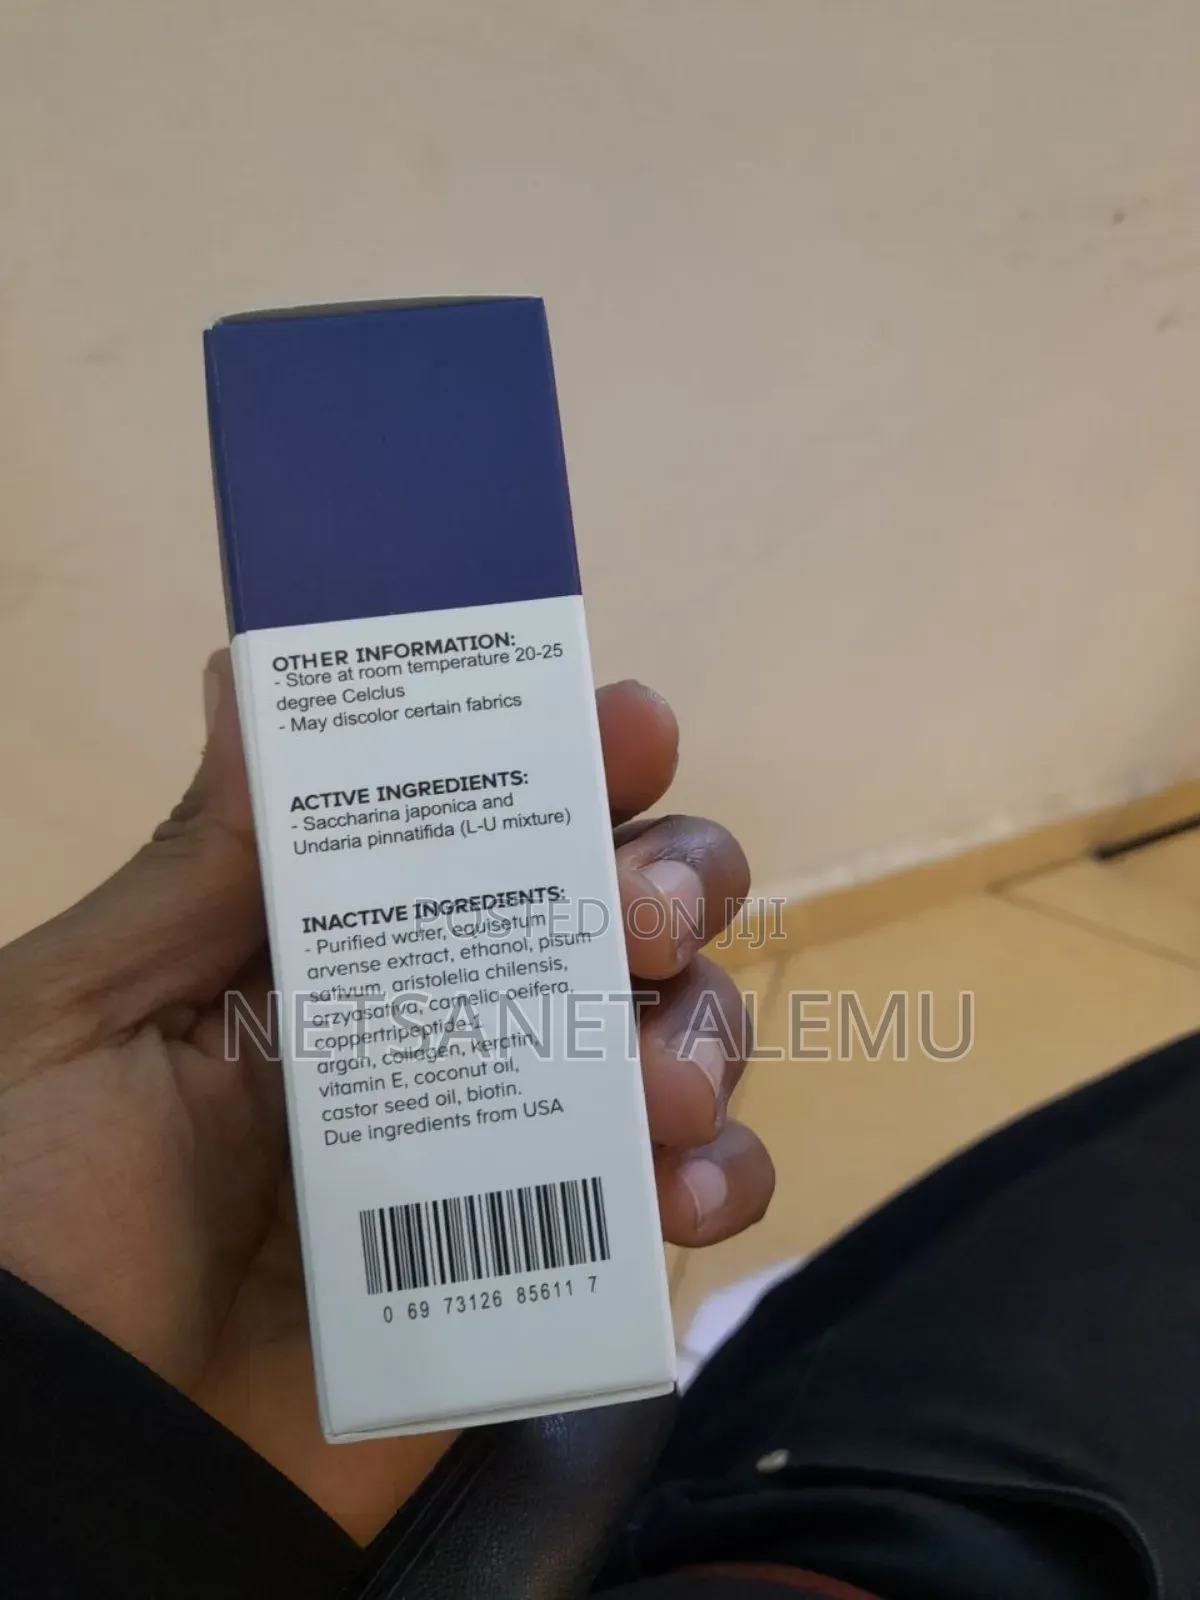 OTHER INFORMATION:
- Store at room temperature 20-25
degree Celclus
- May discolor certain fabrics
ACTIVE INGREDIENTS:
- Saccharina japonica and
Undaria pinnatifida (L-U mixture)
INACTIVE INGREDIENTS:
- Purified water, equisetum
arvense extract, ethanol, pisum
sativum, aristolelia chilensis,
orzyasativa, camelia oeifera,
coppertripeptide-1
argan, collagen, keratin,
vitamin E, coconut oil,
castor seed oil, biotin.
Due ingredients from USA
0 69 73126 85611 7
POSTED ON JIJI
NETSANET ALEMU